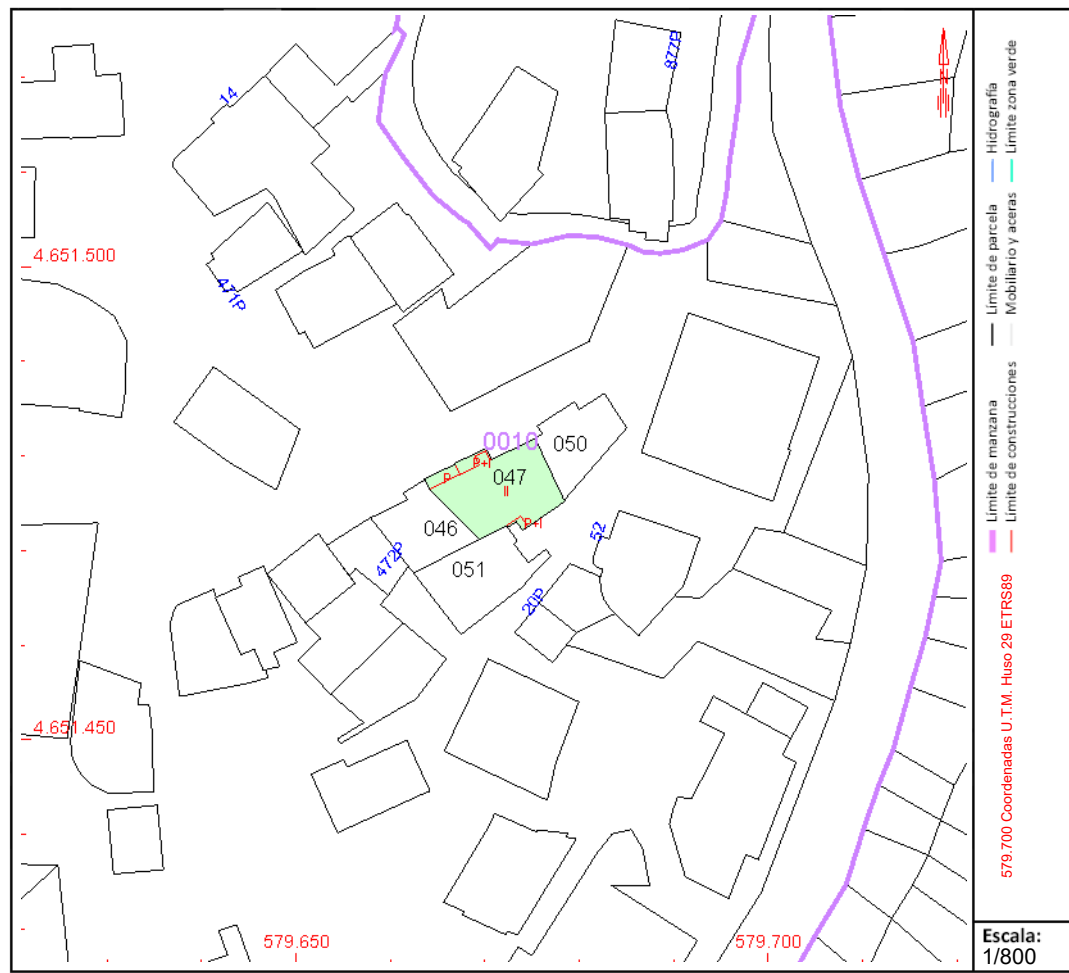 877P
14
4.651.500
471P
0010
050
P+I
P
047
II
P+I
046
472P
52
051
20P
4.651.450
579.650
579.700
Límite de manzana
Límite de parcela
Hidrografía
Límite de construcciones
Mobiliario y aceras
Límite zona verde
579.700 Coordenadas U.T.M. Huso 29 ETRS89
Escala:
1/800